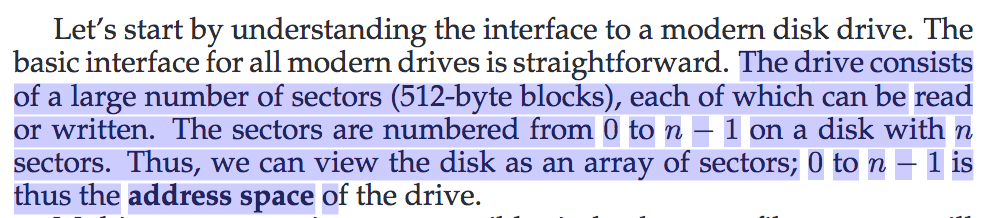 Let’s start by understanding the interface to a modern disk drive. The
basic interface for all modern drives is straightforward. The drive consists
of a large number of sectors (512-byte blocks), each of which can be read
or written. The sectors are numbered from 0 to n − 1 on a disk with n
sectors. Thus, we can view the disk as an array of sectors; 0 to n − 1 is
thus the address space of the drive.